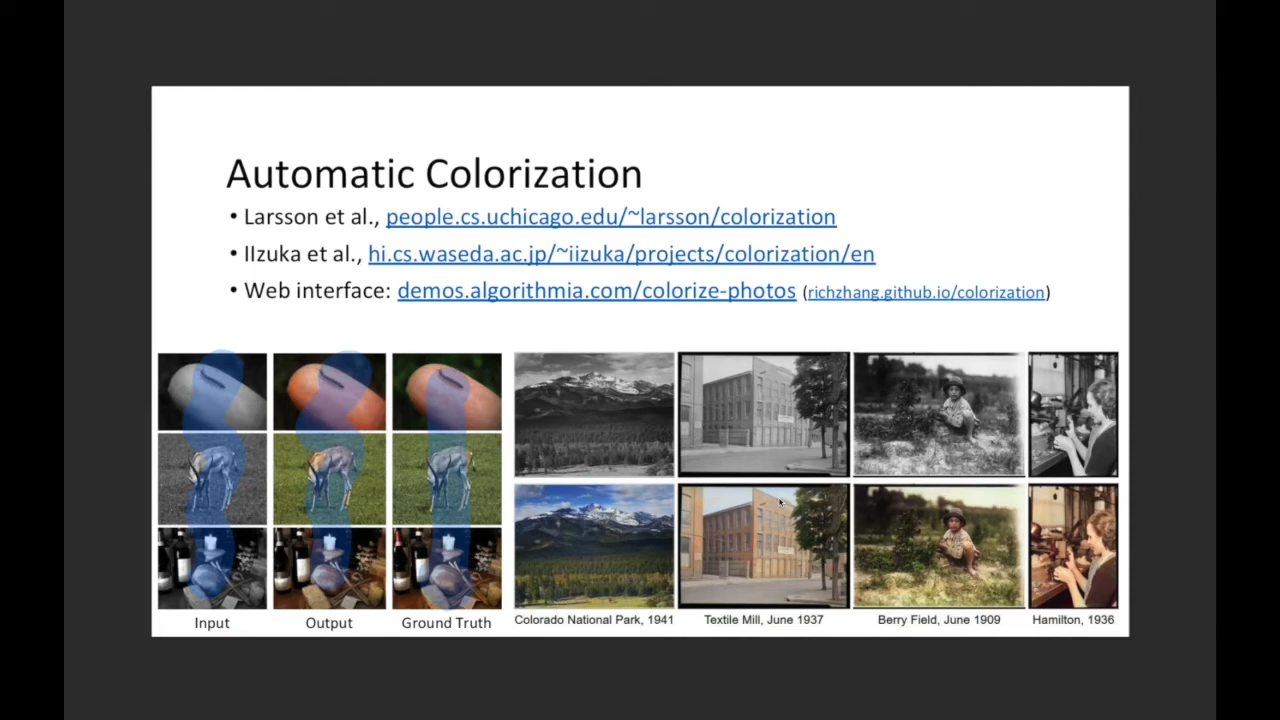 Automatic Colorization
• Larsson et al., people.cs.uchicago.edu/~larsson/colorization
• IIzuka et al., hi.cs.waseda.ac.jp/~iizuka/projects/colorization/en
• Web interface: demos.algorithmia.com/colorize-photos (richzhang.github.io/colorization)
Input Output Ground Truth
Colorado National Park, 1941 Textile Mill, June 1937 Berry Field, June 1909 Hamilton, 1936